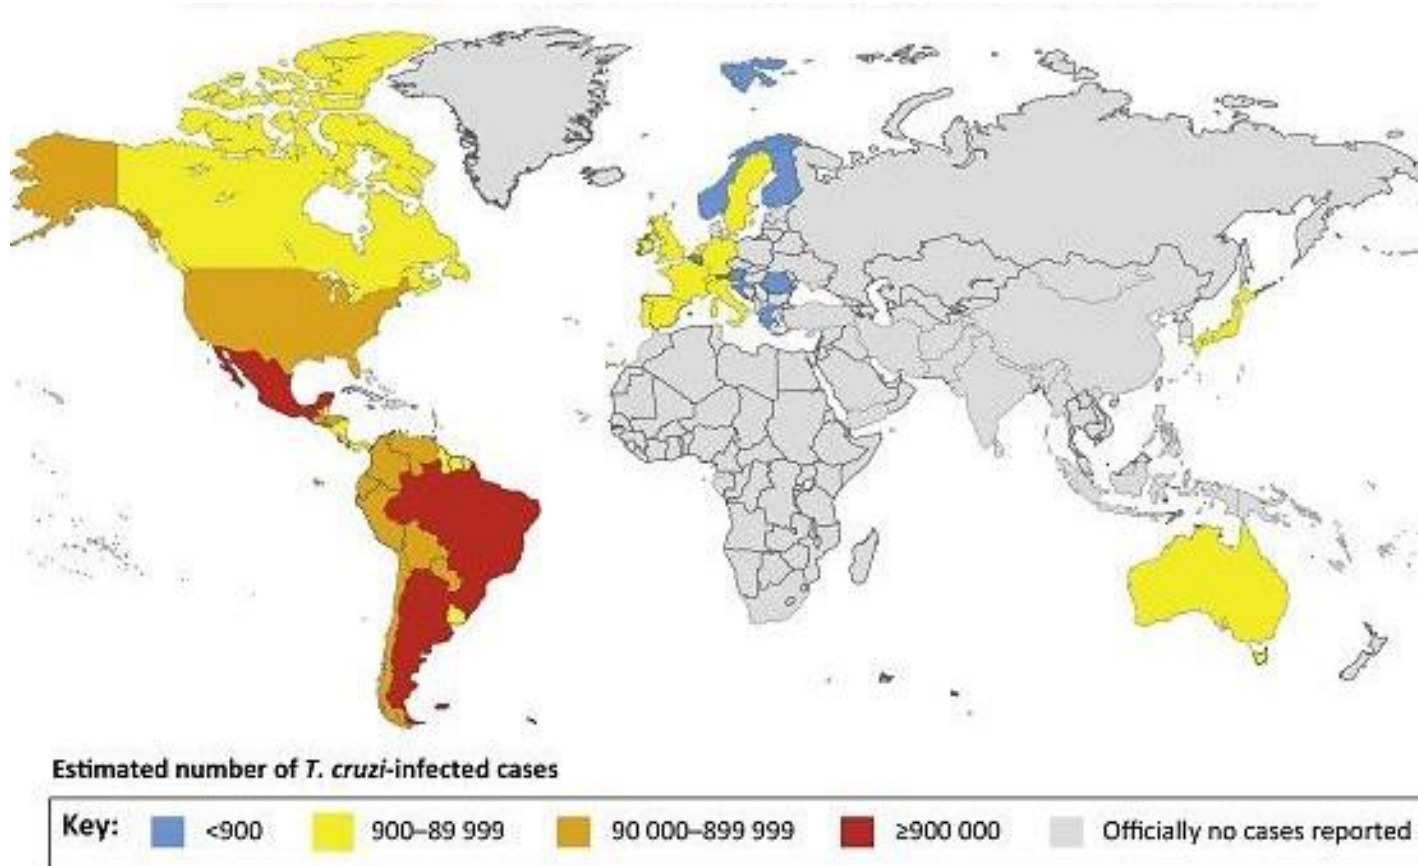 Estimated number of T. cruzi-infected cases
Key: <900 900–89 999 90 000–899 999 ≥900 000 Officially no cases reported